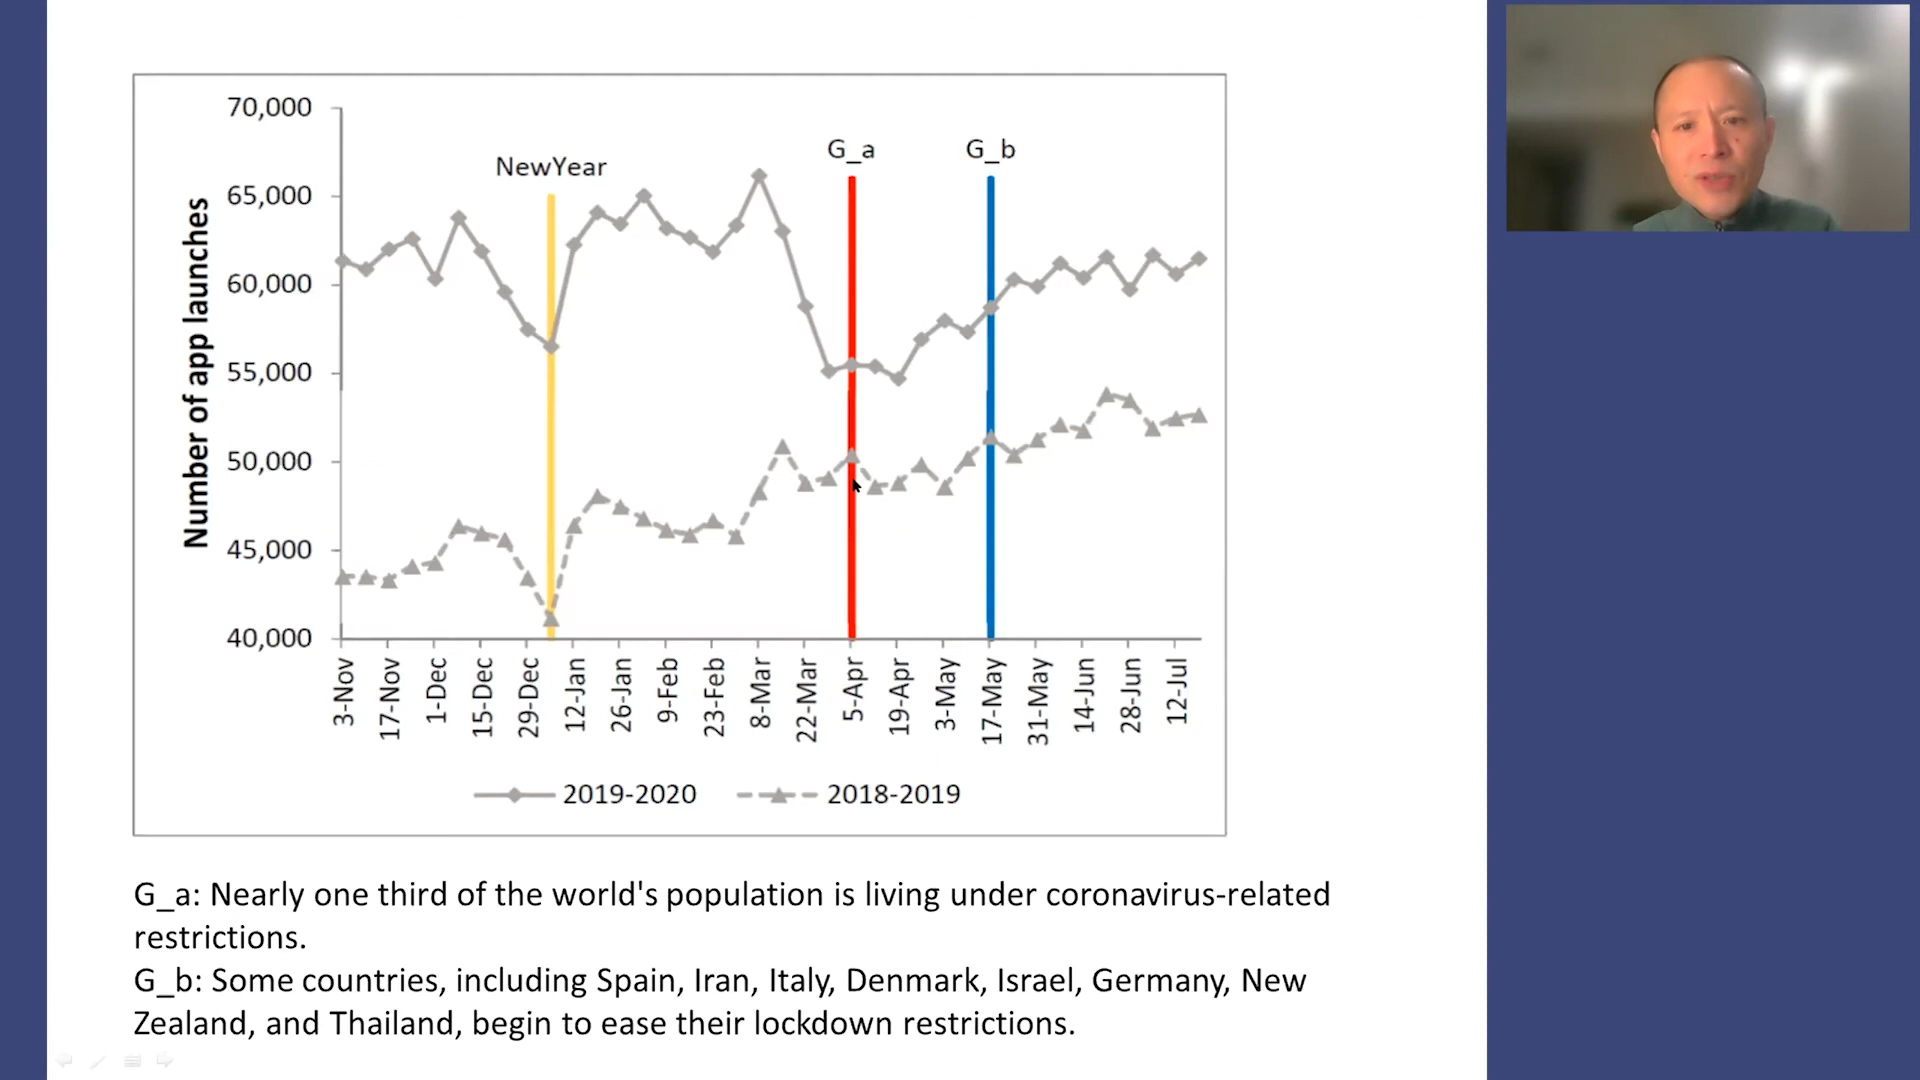 70,000
65,000
60,000
55,000
50,000
45,000
40,000
Number of app launches
NewYear
G_a
G_b
3-Nov
17-Nov
1-Dec
15-Dec
29-Dec
12-Jan
26-Jan
9-Feb
23-Feb
8-Mar
22-Mar
5-Apr
19-Apr
3-May
17-May
31-May
14-Jun
28-Jun
12-Jul
2019-2020
2018-2019
G_a: Nearly one third of the world's population is living under coronavirus-related
restrictions.
G_b: Some countries, including Spain, Iran, Italy, Denmark, Israel, Germany, New
Zealand, and Thailand, begin to ease their lockdown restrictions.